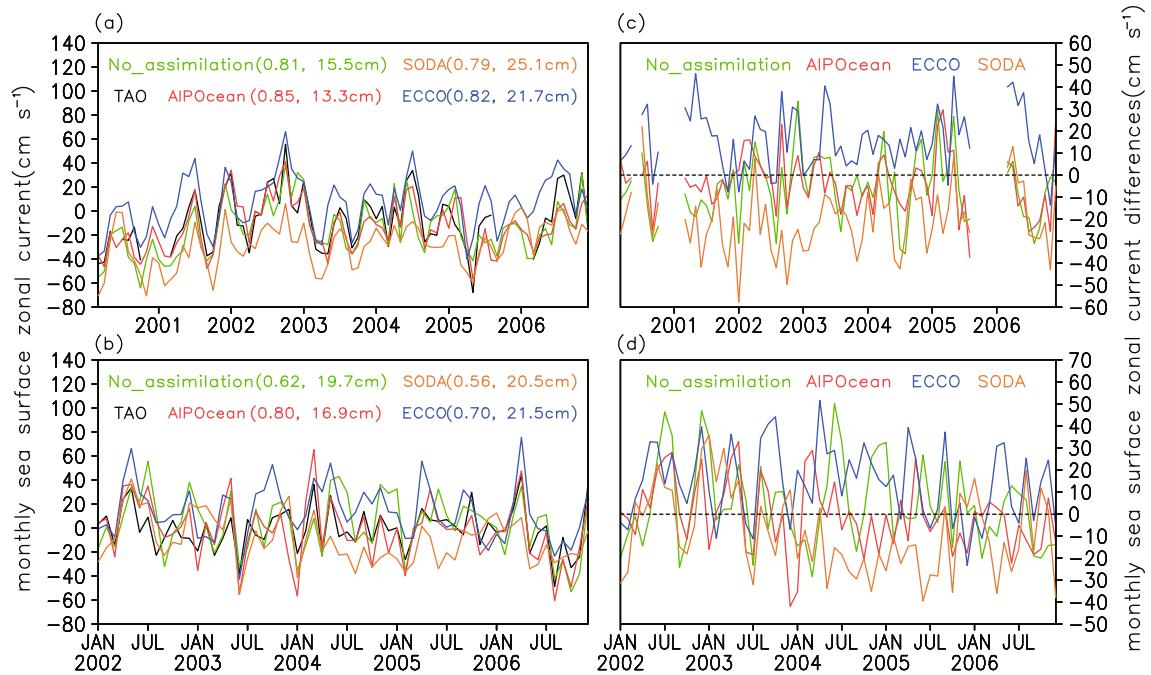 (a)
140
120
100
80
60
40
20
0
−20
−40
−60
−80
No_assimilation(0.81, 15.5cm) SODA(0.79, 25.1cm)
TAO AIPOcean(0.85, 13.3cm) ECCO(0.82, 21.7cm)
2001 2002 2003 2004 2005 2006
(c)
No_assimilation AIPOcean ECCO SODA
60
50
40
30
20
10
0
−10
−20
−30
−40
−50
−60
2001 2002 2003 2004 2005 2006
(b)
140
120
100
80
60
40
20
0
−20
−40
−60
−80
No_assimilation(0.62, 19.7cm) SODA(0.56, 20.5cm)
TAO AIPOcean(0.80, 16.9cm) ECCO(0.70, 21.5cm)
JAN JUL JAN JUL JAN JUL JAN JUL JAN JUL
2002 2003 2004 2005 2006
(d)
No_assimilation AIPOcean ECCO SODA
70
60
50
40
30
20
10
0
−10
−20
−30
−40
−50
JAN JUL JAN JUL JAN JUL JAN JUL JAN JUL
2002 2003 2004 2005 2006
monthly sea surface zonal current(cm s⁻¹)
monthly sea surface zonal current differences(cm s⁻¹)